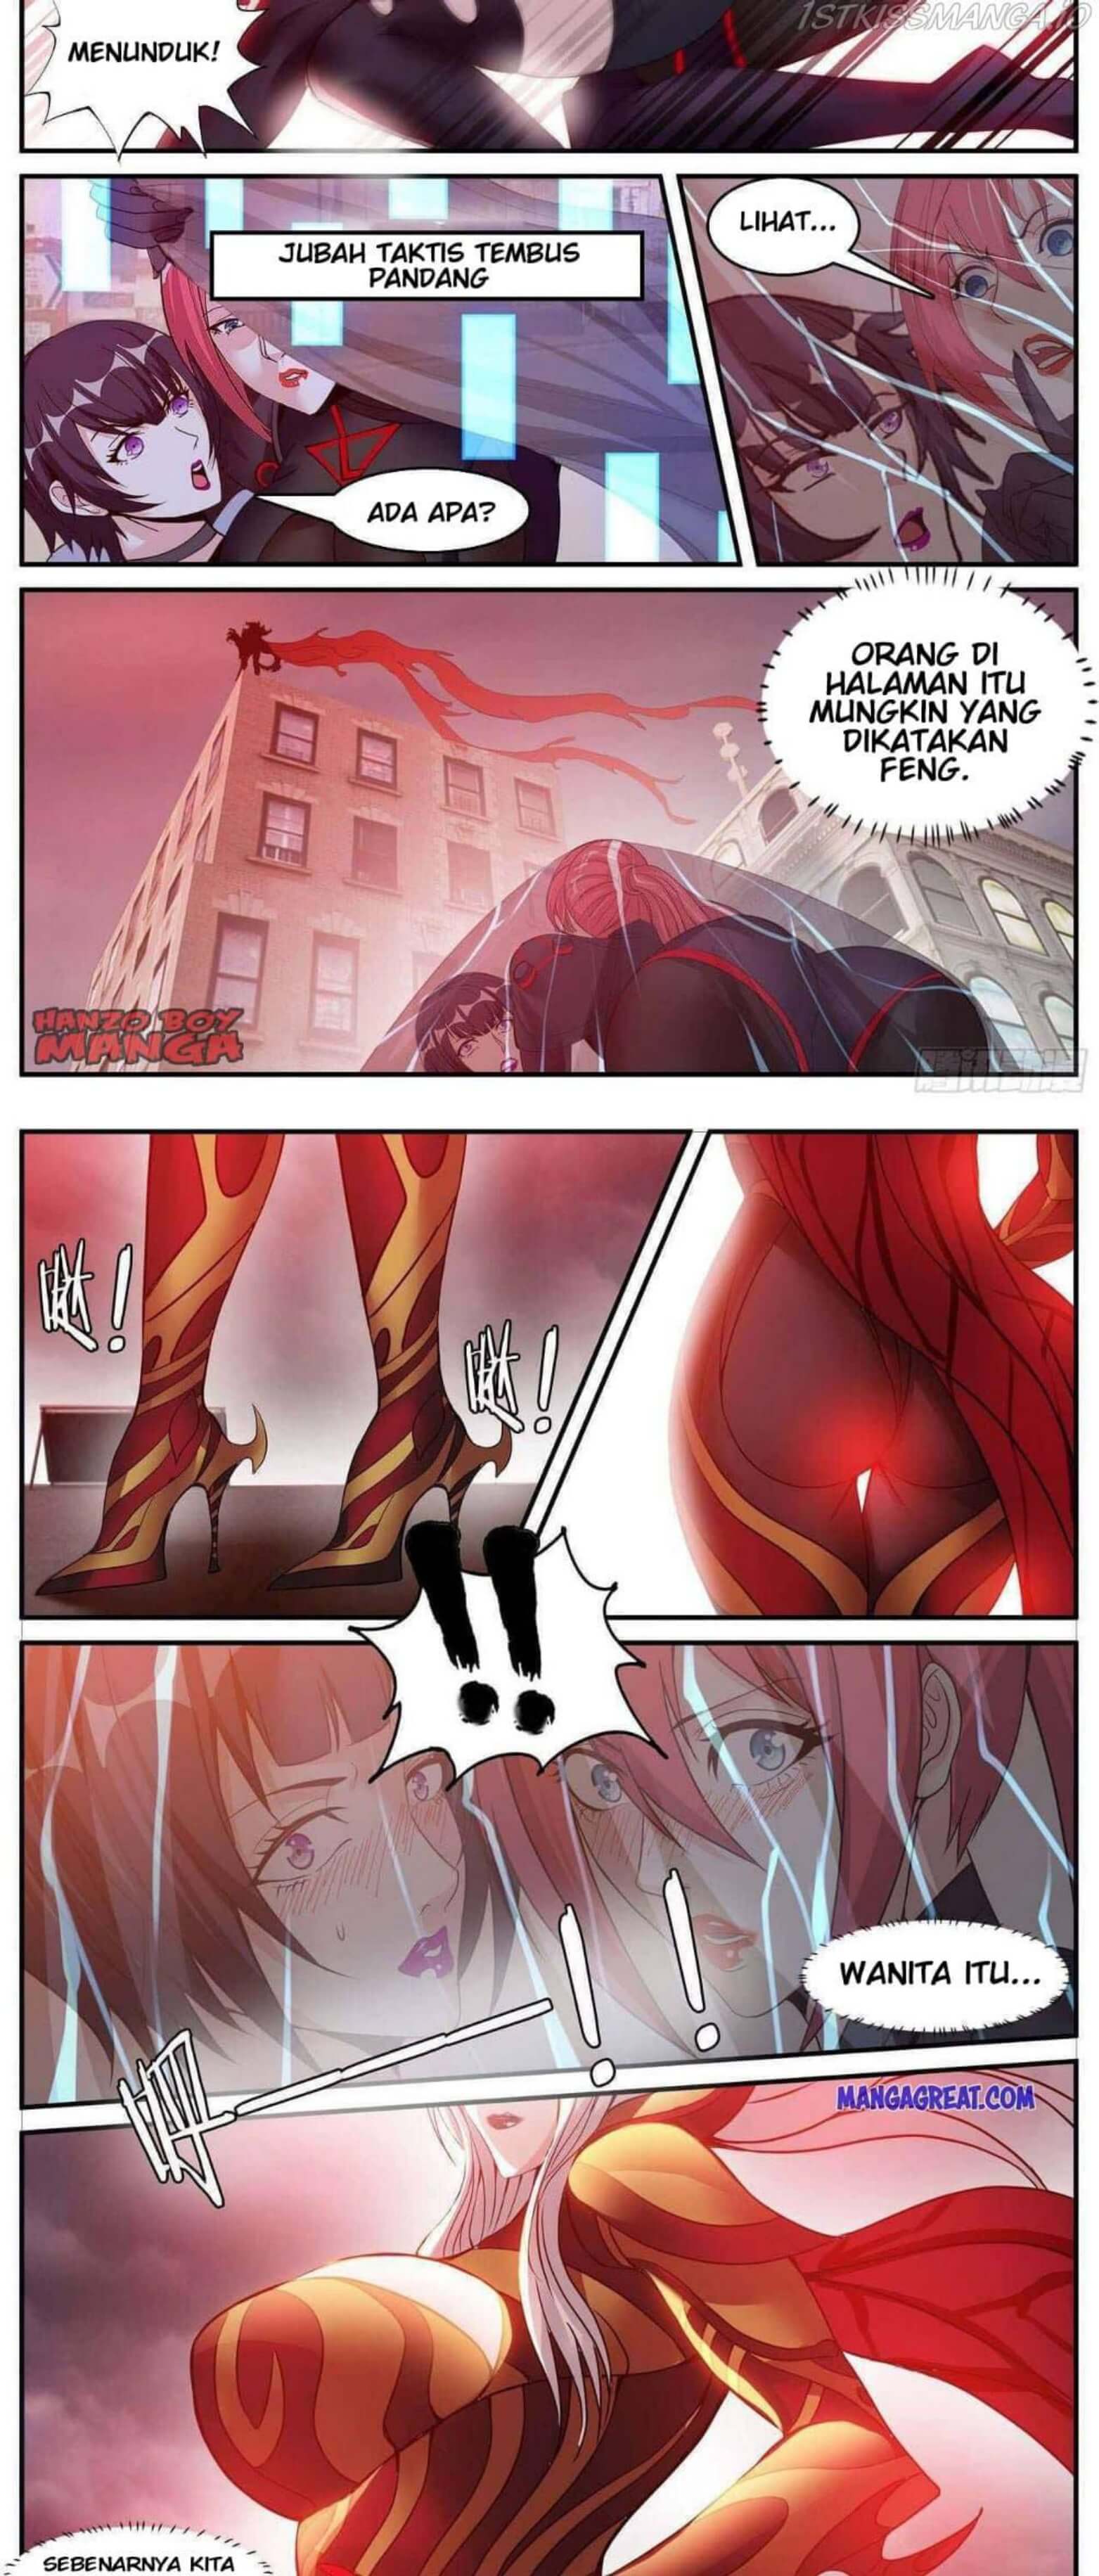 1STKISSMANGA.IO
MENUNDUK!
JUBAH TAKTIS TEMBUS
PANDANG
ADA APA?
LIHAT...
ORANG DI
HALAMAN ITU
MUNGKIN YANG
DIKATAKAN
FENG.
HANZO BOY
MANGA
!!
WANITA ITU...
MANGAGREAT.COM
SEBENARNYA KITA